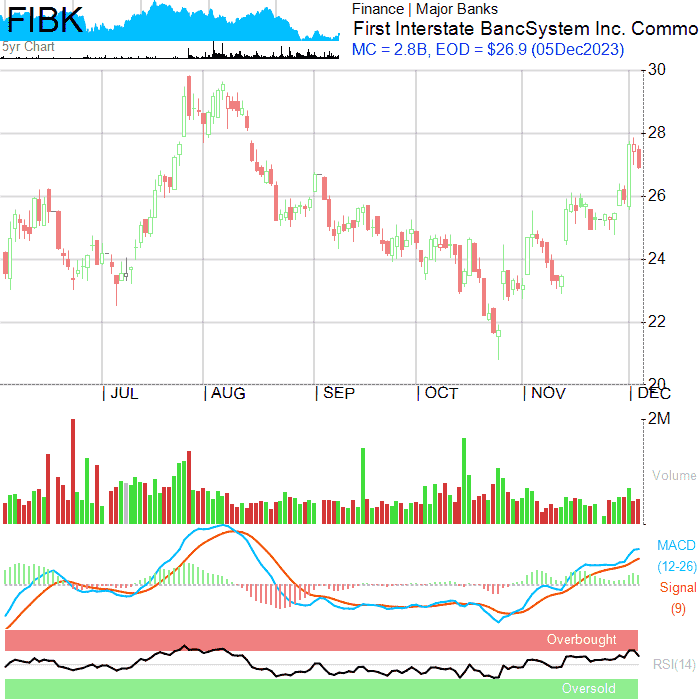 FIBK
5yr Chart
Finance | Major Banks
First Interstate BancSystem Inc. Commo
MC = 2.8B, EOD = $26.9 (05Dec2023)
30
28
26
24
22
20
| JUL
| AUG
| SEP
| OCT
| NOV
| DEC
2M
Volume
MACD
(12-26)
Signal
(9)
Overbought
RSI(14)
Oversold